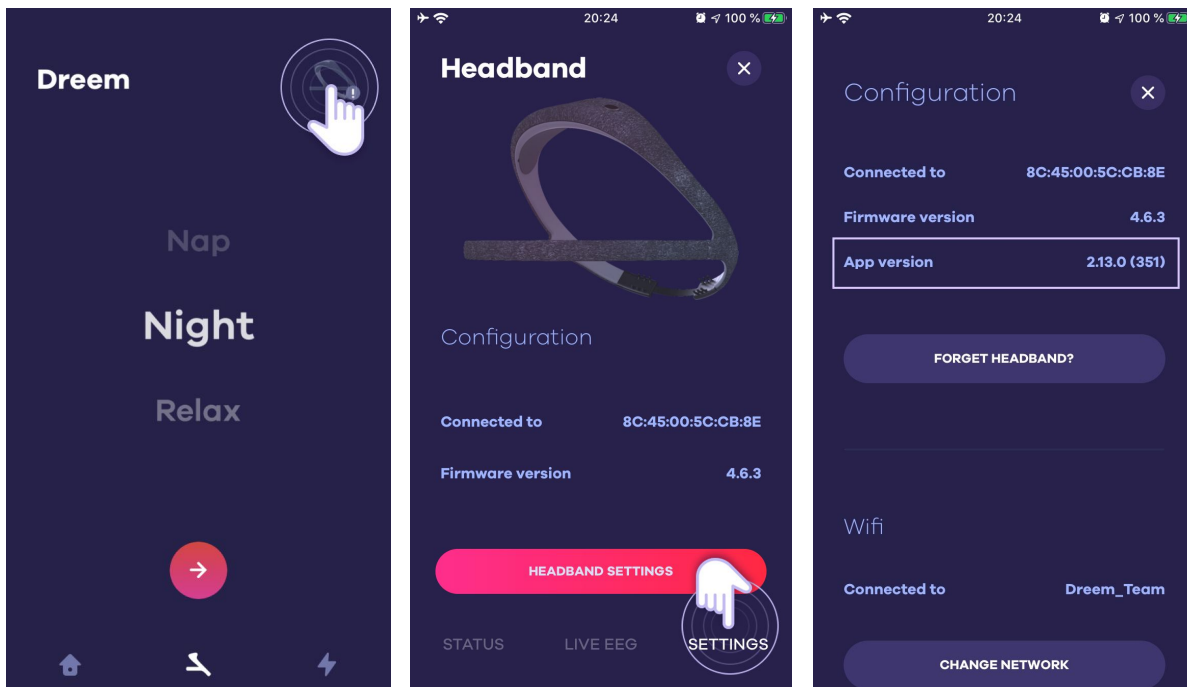 Dreem
Nap
Night
Relax
20:24 100 %
Headband
Configuration
Connected to 8C:45:00:5C:CB:8E
Firmware version 4.6.3
HEADBAND SETTINGS
STATUS LIVE EEG SETTINGS
20:24 100 %
Configuration
Connected to 8C:45:00:5C:CB:8E
Firmware version 4.6.3
App version 2.13.0 (351)
FORGET HEADBAND?
Wifi
Connected to Dreem_Team
CHANGE NETWORK